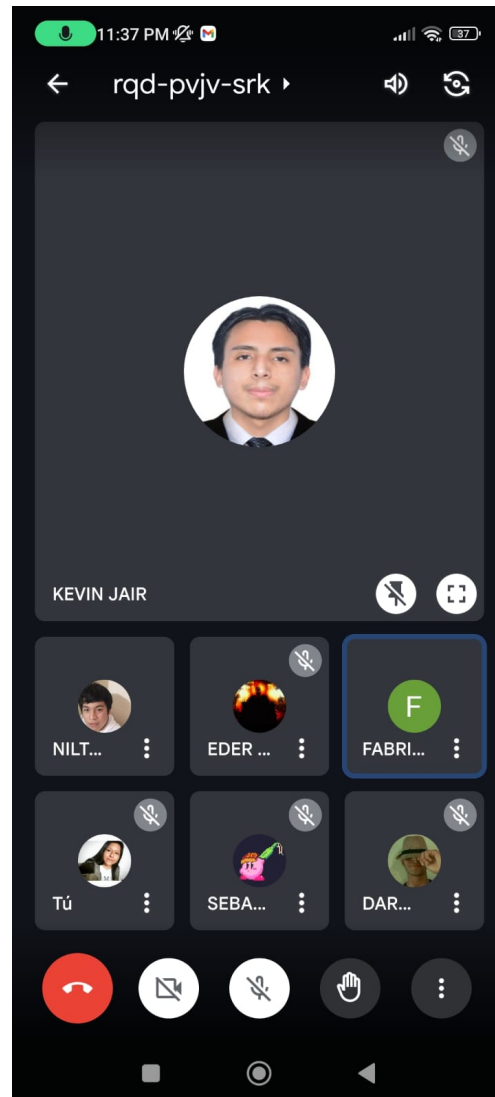 11:37 PM
37
rqd-pvjv-srk
KEVIN JAIR
NILT...
EDER ...
F
FABRI...
Tú
SEBA...
DAR...